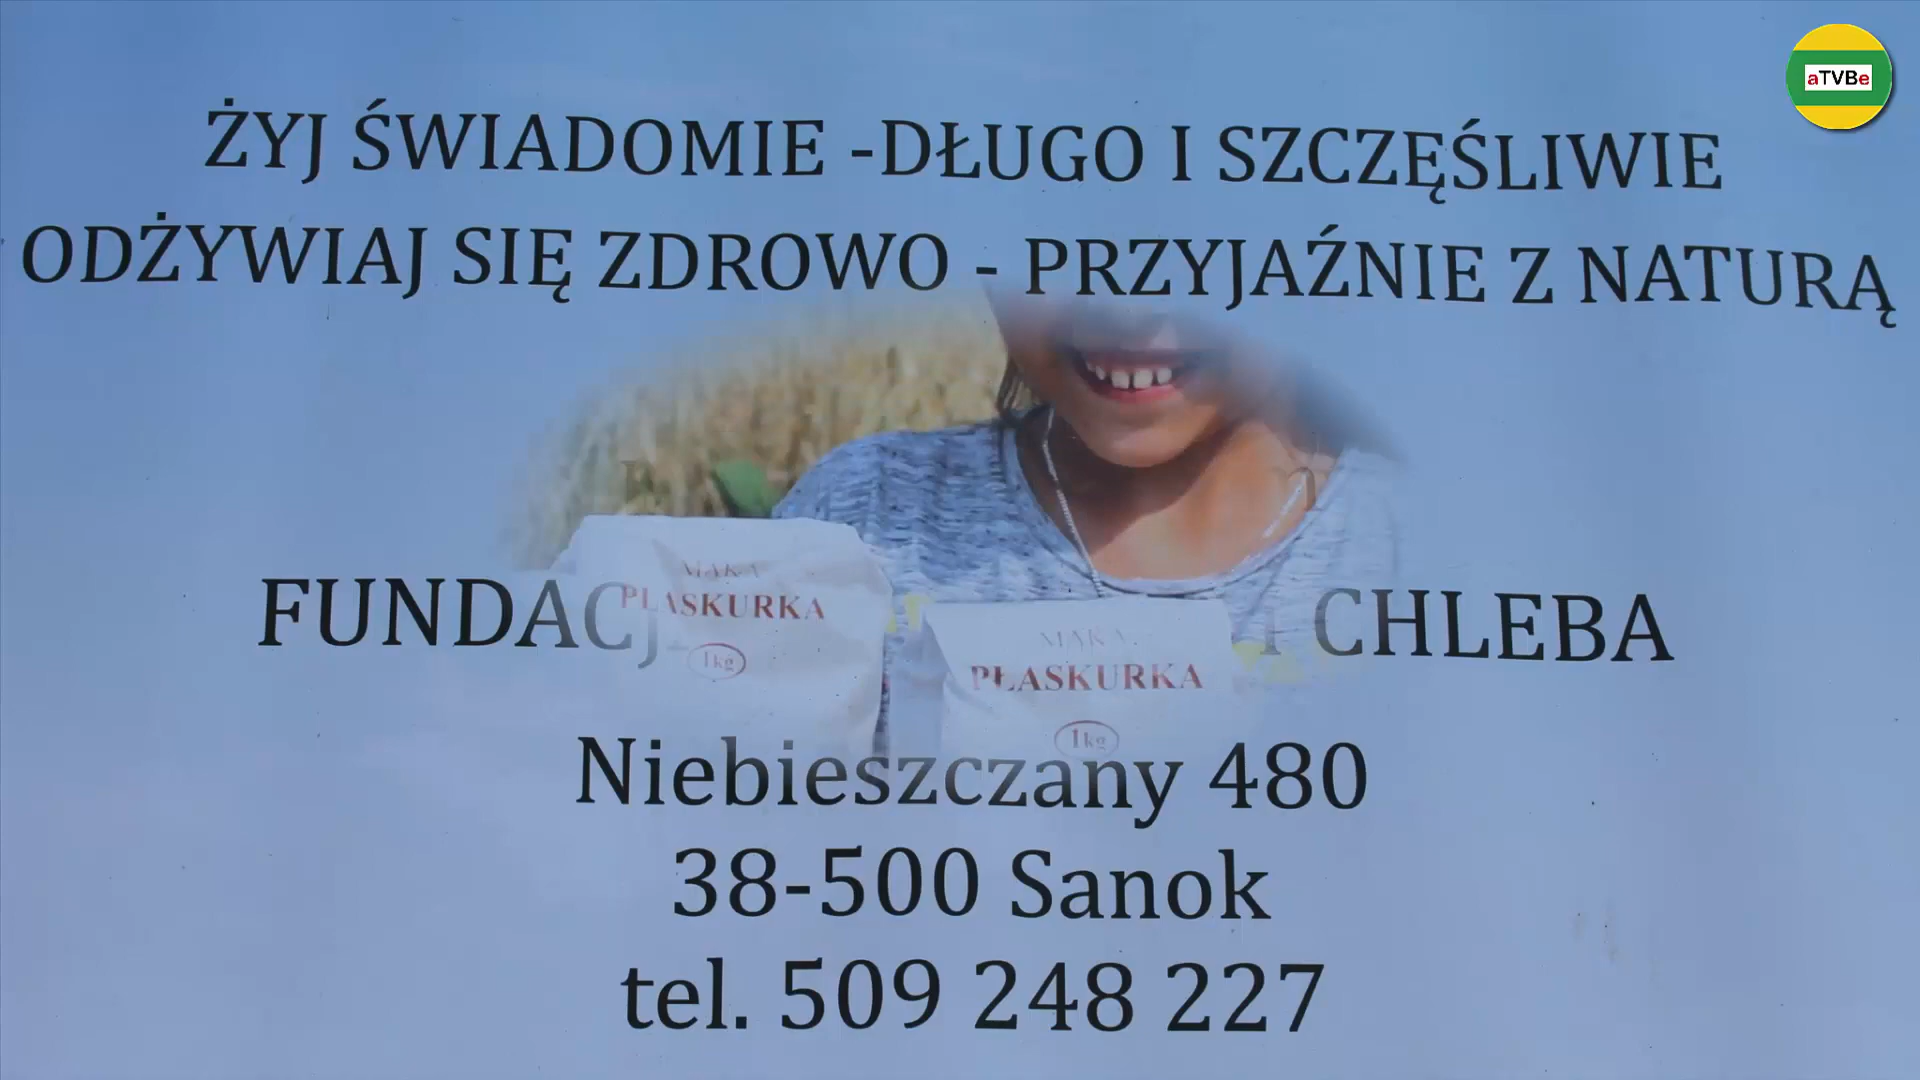 aTVBe
ŻYJ ŚWIADOMIE -DŁUGO I SZCZĘŚLIWIE
ODŻYWIAJ SIĘ ZDROWO - PRZYJAŹNIE Z NATURĄ
MĄKA
PŁASKURKA
1kg
MĄKA
PŁASKURKA
1kg
CHLEBA
Niebieszczany 480
38-500 Sanok
tel. 509 248 227